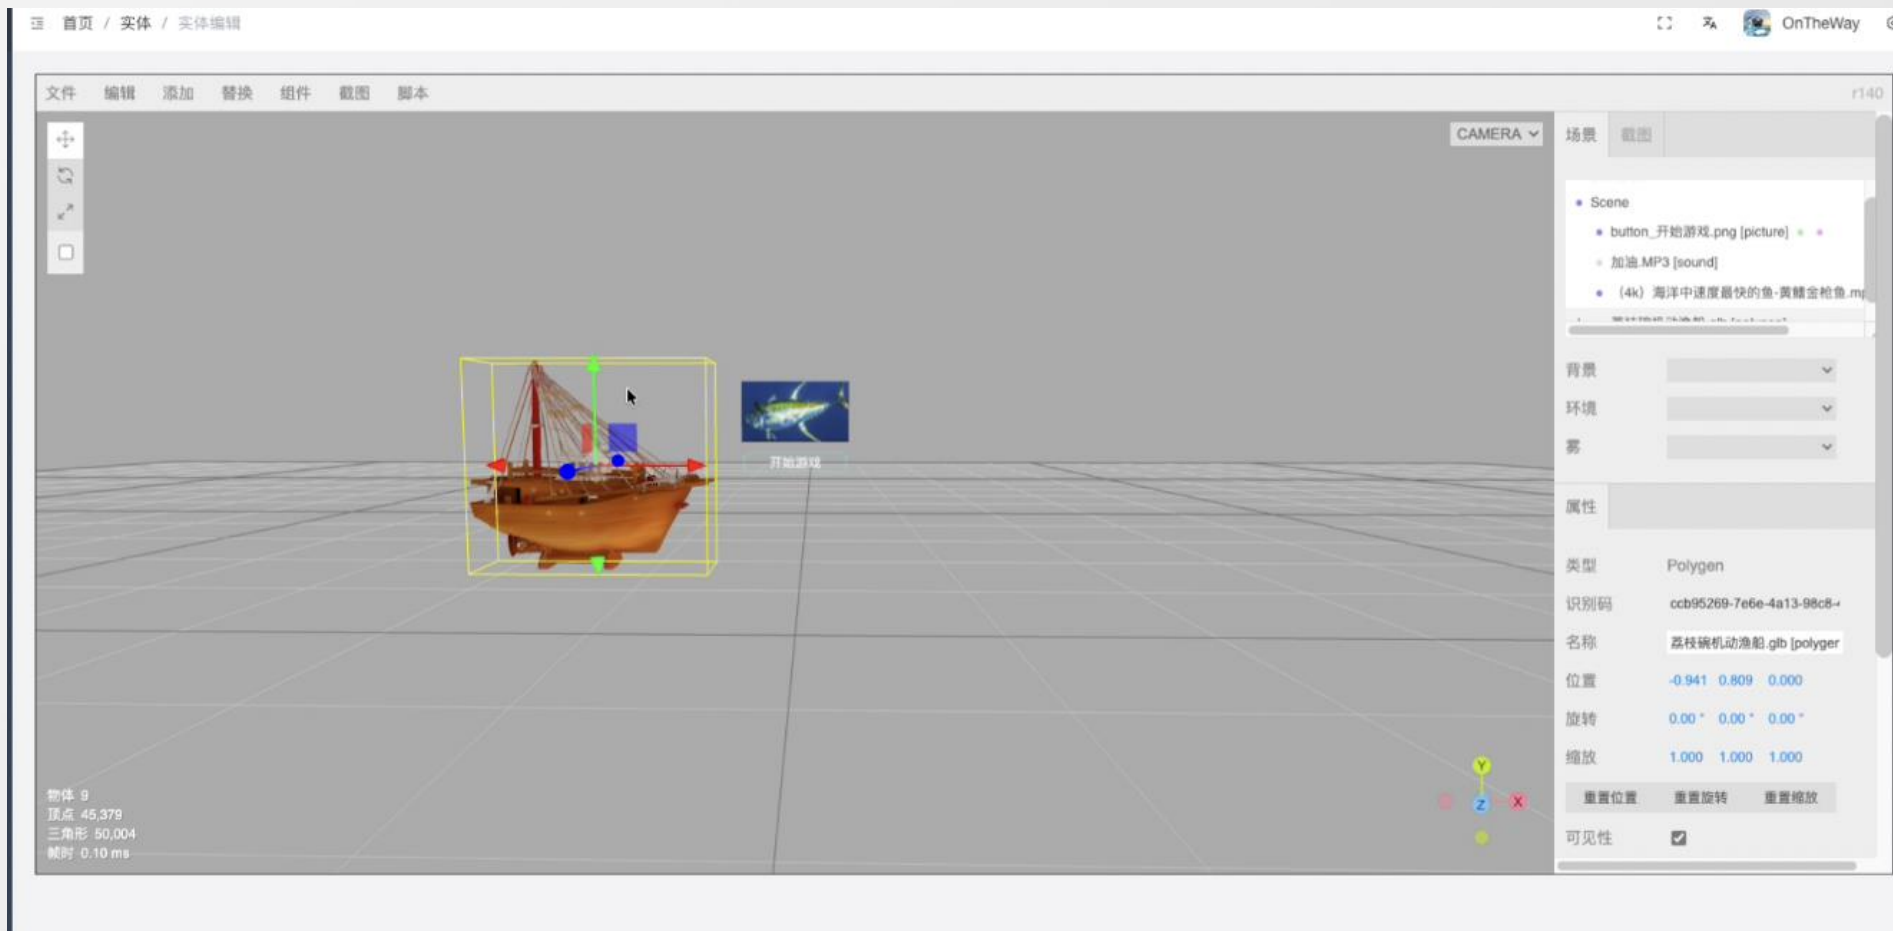 首页 / 实体 / 实体编辑
OnTheWay
文件 编辑 添加 替换 组件 截图 脚本
r140
CAMERA
场景 截图
Scene
button_开始游戏.png [picture]
加油.MP3 [sound]
（4k）海洋中速度最快的鱼-黄鳍金枪鱼.mp
背景
环境
雾
开始游戏
属性
类型 Polygen
识别码 ccb95269-7e6e-4a13-98c8-
名称 荔枝碗机动渔船.glb [polyger
位置 -0.941 0.809 0.000
旋转 0.00 ° 0.00 ° 0.00 °
缩放 1.000 1.000 1.000
重置位置 重置旋转 重置缩放
可见性
物体 9
顶点 45,379
三角形 50,004
帧时 0.10 ms
Y
Z
X